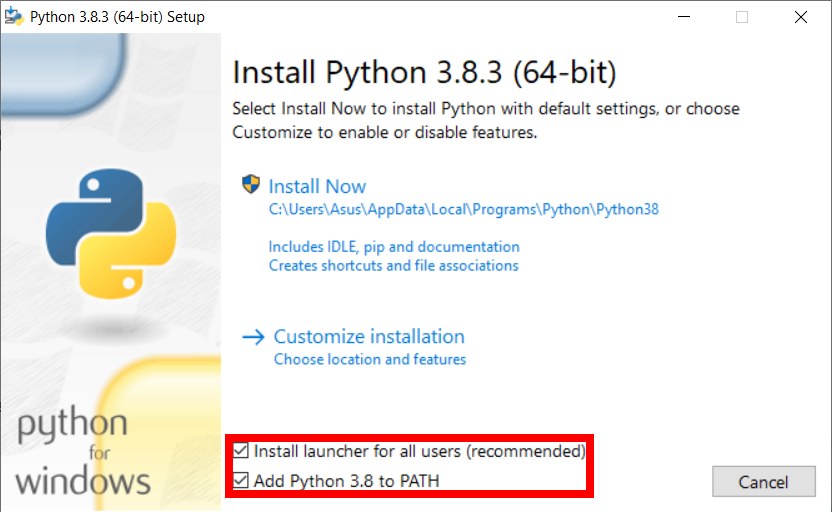 Python 3.8.3 (64-bit) Setup
Install Python 3.8.3 (64-bit)
Select Install Now to install Python with default settings, or choose
Customize to enable or disable features.
Install Now
C:\Users\Asus\AppData\Local\Programs\Python\Python38
Includes IDLE, pip and documentation
Creates shortcuts and file associations
Customize installation
Choose location and features
python
for
windows
Install launcher for all users (recommended)
Add Python 3.8 to PATH
Cancel